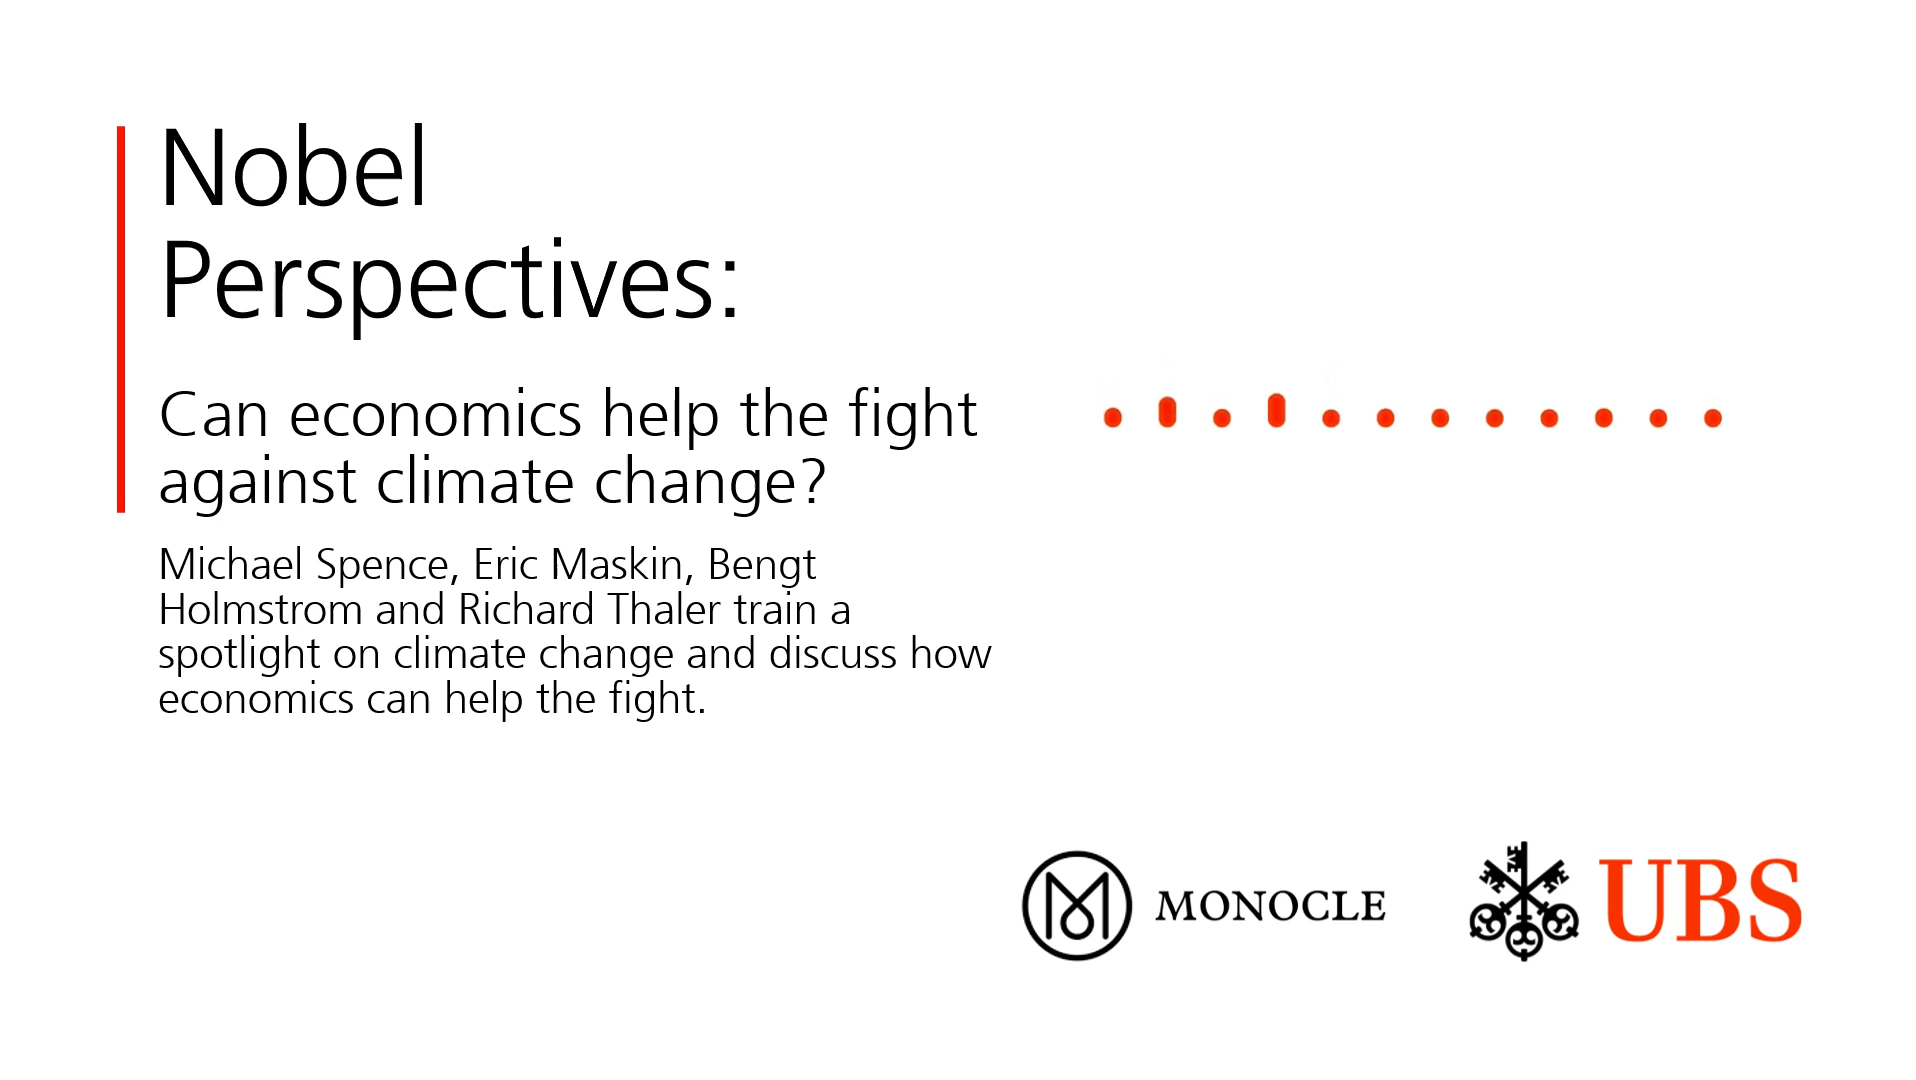 Nobel
Perspectives:
Can economics help the fight
against climate change?
Michael Spence, Eric Maskin, Bengt
Holmstrom and Richard Thaler train a
spotlight on climate change and discuss how
economics can help the fight.
MONOCLE
UBS